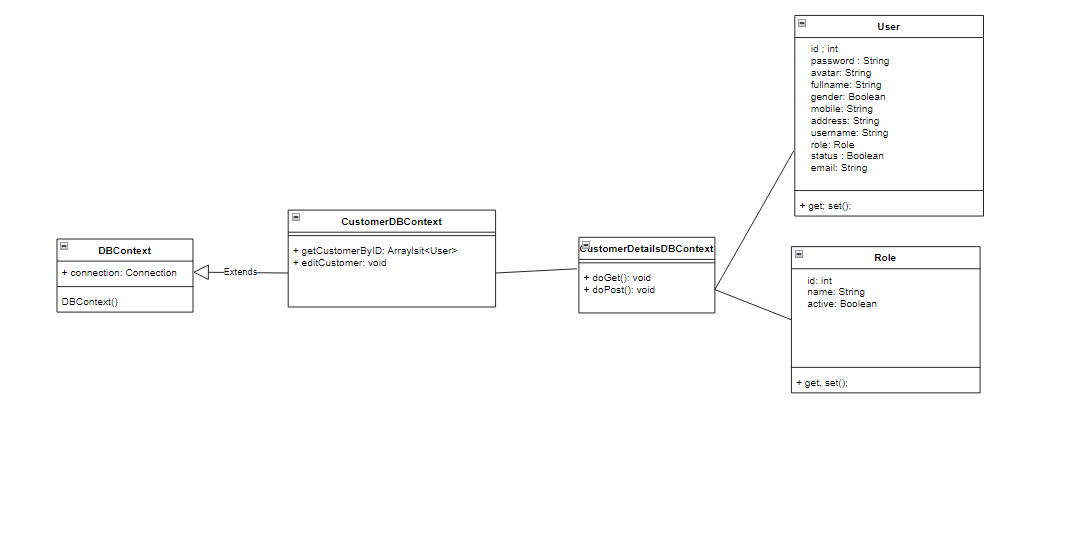 DBContext
+ connection: Connection
DBContext()
Extends
CustomerDBContext
+ getCustomerByID: ArrayIsit<User>
+ editCustomer: void
CustomerDetailsDBContext
+ doGet(): void
+ doPost(): void
User
id : int
password : String
avatar: String
fullname: String
gender: Boolean
mobile: String
address: String
username: String
role: Role
status : Boolean
email: String
+ get; set();
Role
id: int
name: String
active: Boolean
+ get, set();